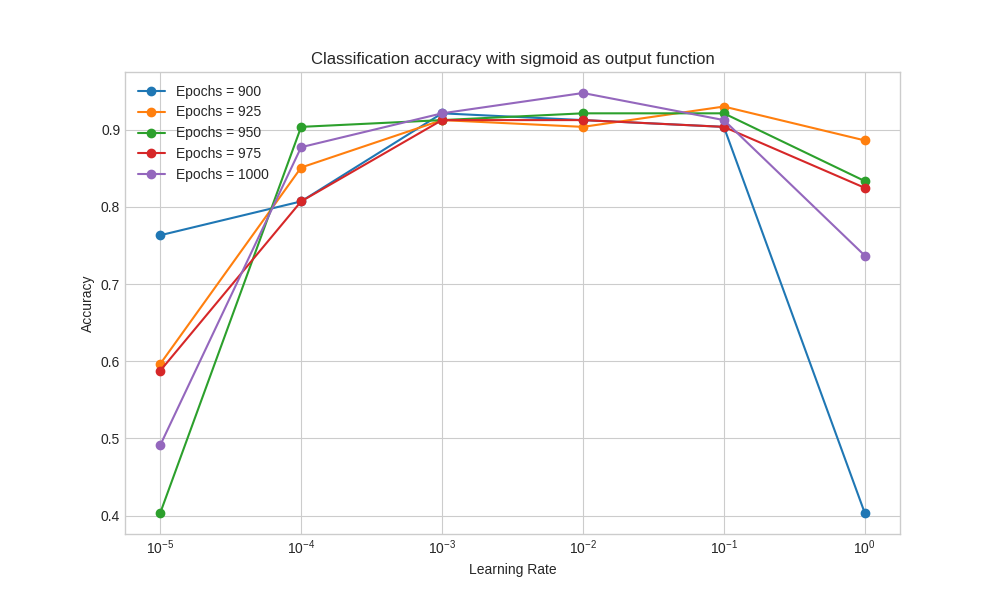 Classification accuracy with sigmoid as output function
Epochs = 900
Epochs = 925
Epochs = 950
Epochs = 975
Epochs = 1000
Accuracy
0.9
0.8
0.7
0.6
0.5
0.4
10⁻⁵ 10⁻⁴ 10⁻³ 10⁻² 10⁻¹ 10⁰
Learning Rate